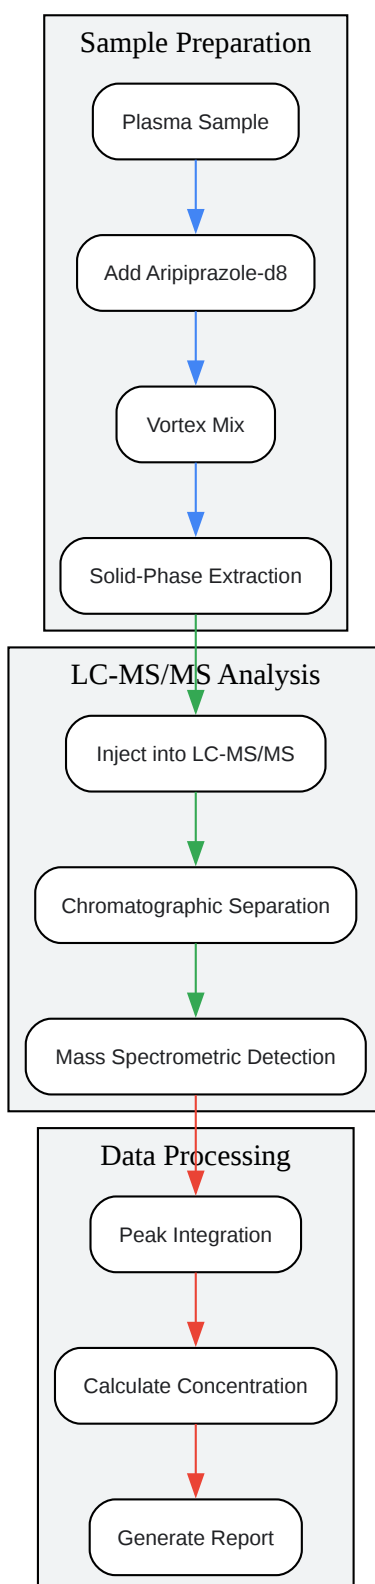 Sample Preparation
Plasma Sample
Add Aripiprazole-d8
Vortex Mix
Solid-Phase Extraction
LC-MS/MS Analysis
Inject into LC-MS/MS
Chromatographic Separation
Mass Spectrometric Detection
Data Processing
Peak Integration
Calculate Concentration
Generate Report